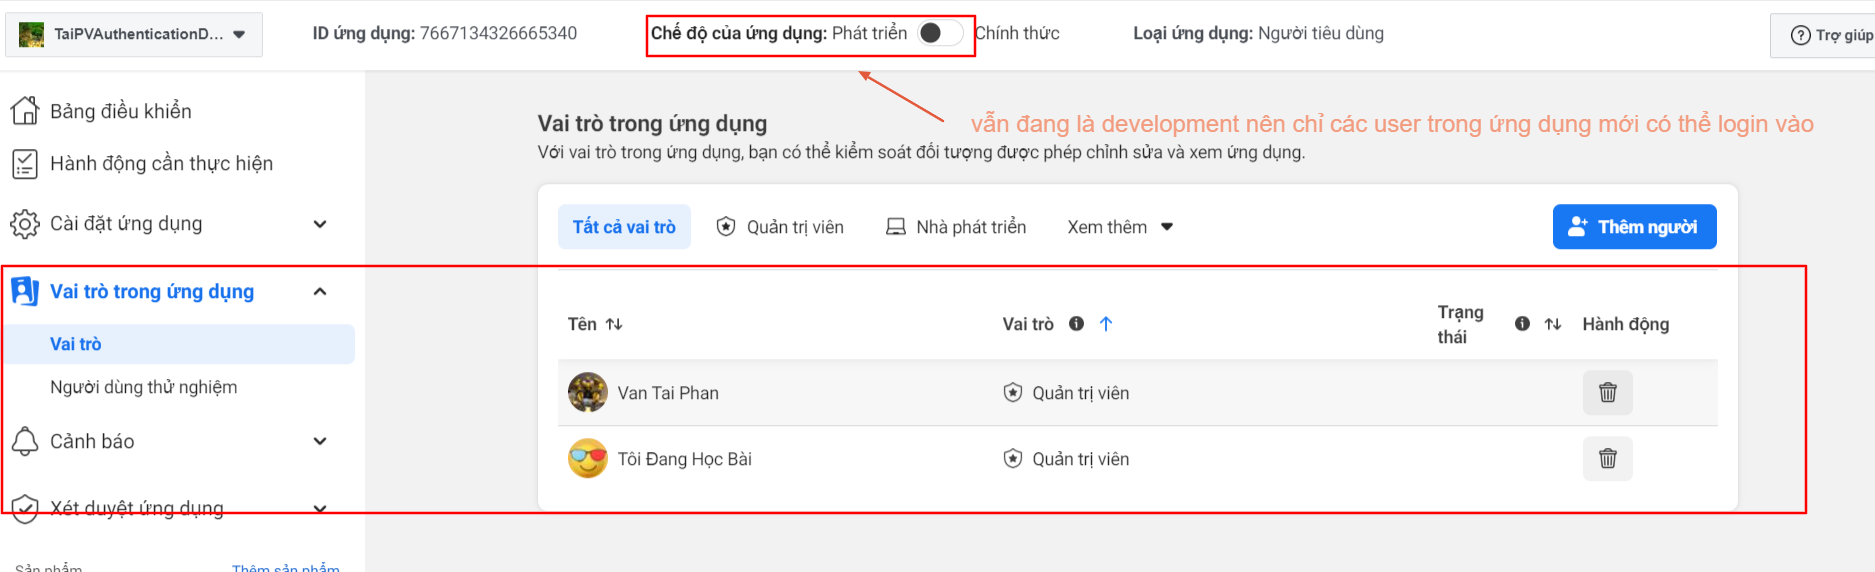 TaiPVAuthenticationD...
ID ứng dụng: 7667134326665340
Chế độ của ứng dụng: Phát triển
Chính thức
Loại ứng dụng: Người tiêu dùng
Trợ giúp
Bảng điều khiển
Hành động cần thực hiện
Cài đặt ứng dụng
Vai trò trong ứng dụng
Vai trò
Người dùng thử nghiệm
Cảnh báo
Xét duyệt ứng dụng
Sản phẩm
Thêm sản phẩm
Vai trò trong ứng dụng
vẫn đang là development nên chỉ các user trong ứng dụng mới có thể login vào
Với vai trò trong ứng dụng, bạn có thể kiểm soát đối tượng được phép chỉnh sửa và xem ứng dụng.
Tất cả vai trò
Quản trị viên
Nhà phát triển
Xem thêm
Thêm người
Tên
Vai trò
Trạng
thái
Hành động
Van Tai Phan
Quản trị viên
Tôi Đang Học Bài
Quản trị viên